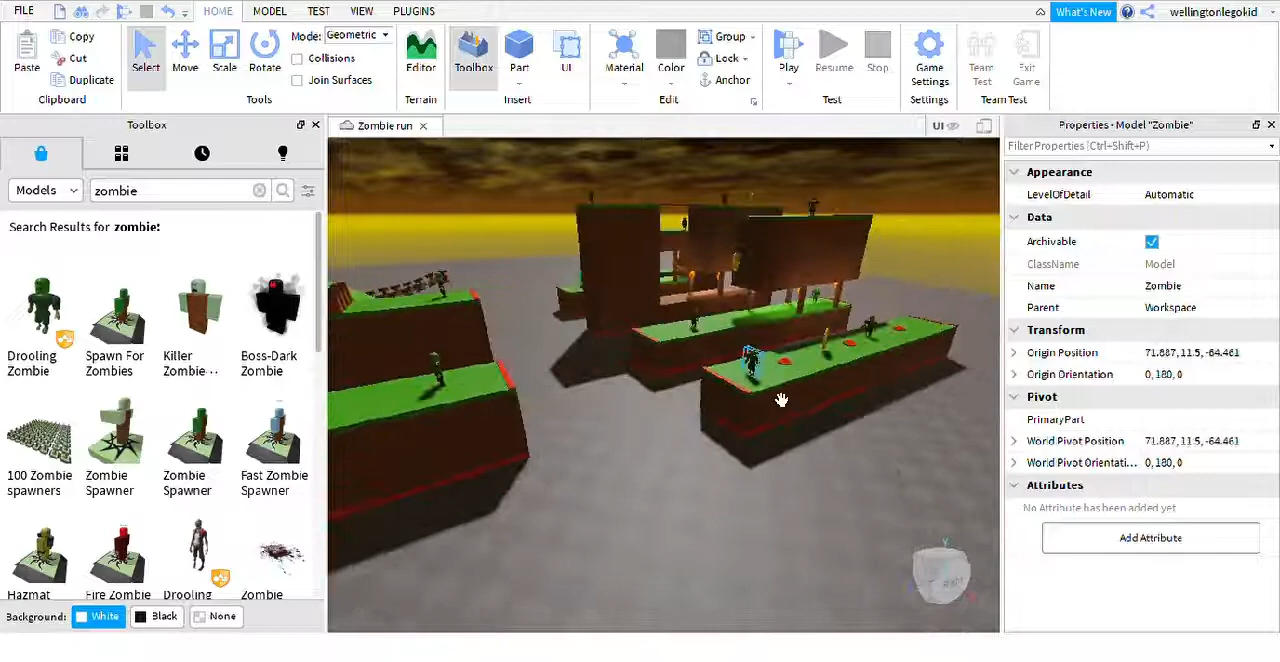 FILE HOME MODEL TEST VIEW PLUGINS What's New wellingtonlegokid
Copy Mode: Geometric Group
Cut Collisions Lock
Paste Duplicate Select Move Scale Rotate Join Surfaces Editor Toolbox Part UI Material Color Anchor Play Resume Stop Game Settings Team Test Exit Game
Clipboard Tools Terrain Insert Edit Test Settings Team Test
Toolbox
Zombie run
UI
Properties - Model "Zombie"
Filter Properties (Ctrl+Shift+P)
Models zombie
Search Results for zombie:
Drooling Zombie
Spawn For Zombies
Killer Zombie...
Boss-Dark Zombie
100 Zombie spawners
Zombie Spawner
Zombie Spawner
Fast Zombie Spawner
Hazmat
Fire Zombie
Drooling
Zombie
Background: White Black None
Right
Y
Appearance
LevelOfDetail Automatic
Data
Archivable
ClassName Model
Name Zombie
Parent Workspace
Transform
Origin Position 71.887, 11.5, -64.461
Origin Orientation 0, 180, 0
Pivot
PrimaryPart
World Pivot Position 71.887, 11.5, -64.461
World Pivot Orientati... 0, 180, 0
Attributes
No Attribute has been added yet
Add Attribute